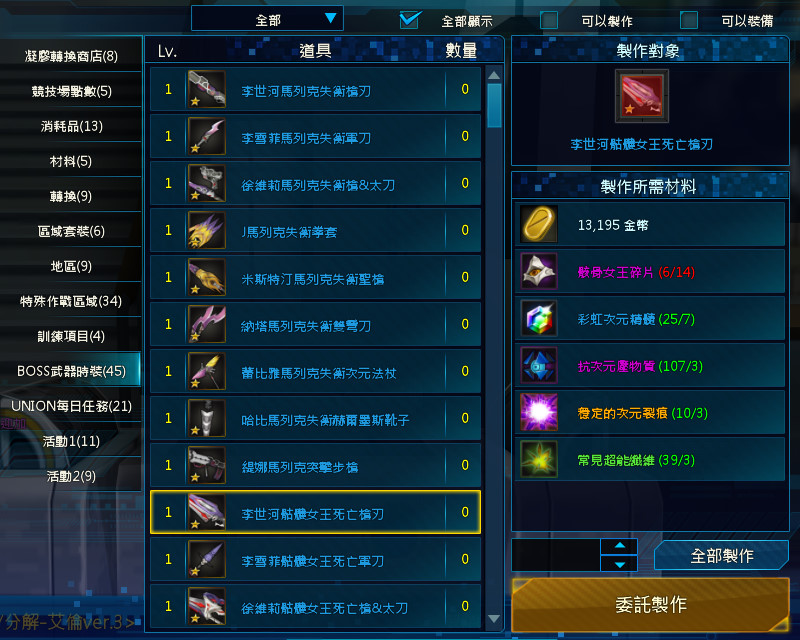 全部
全部顯示
可以製作
可以裝備
凝膠轉換商店(8)
競技場點數(5)
消耗品(13)
材料(5)
轉換(9)
區域套裝(6)
地區(9)
特殊作戰區域(34)
訓練項目(4)
BOSS武器時裝(45)
UNION每日任務(21)
活動1(11)
活動2(9)
Lv. 道具 數量
1 李世河馬列克失衡槍刃 0
1 李雪菲馬列克失衡軍刀 0
1 徐維莉馬列克失衡槍&太刀 0
1 J馬列克失衡拳套 0
1 米斯特汀馬列克失衡聖槍 0
1 納塔馬列克失衡雙彎刀 0
1 蕾比雅馬列克失衡次元法杖 0
1 哈比馬列克失衡赫爾墨斯靴子 0
1 緹娜馬列克突擊步槍 0
1 李世河骷髏女王死亡槍刃 0
1 李雪菲骷髏女王死亡軍刀 0
1 徐維莉骷髏女王死亡槍&太刀 0
製作對象
李世河骷髏女王死亡槍刃
製作所需材料
13,195 金幣
骸骨女王碎片 (6/14)
彩虹次元精髓 (25/7)
抗次元塵物質 (107/3)
穩定的次元裂痕 (10/3)
常見超能纖維 (39/3)
全部製作
委託製作
/分解-艾倫ver.3>